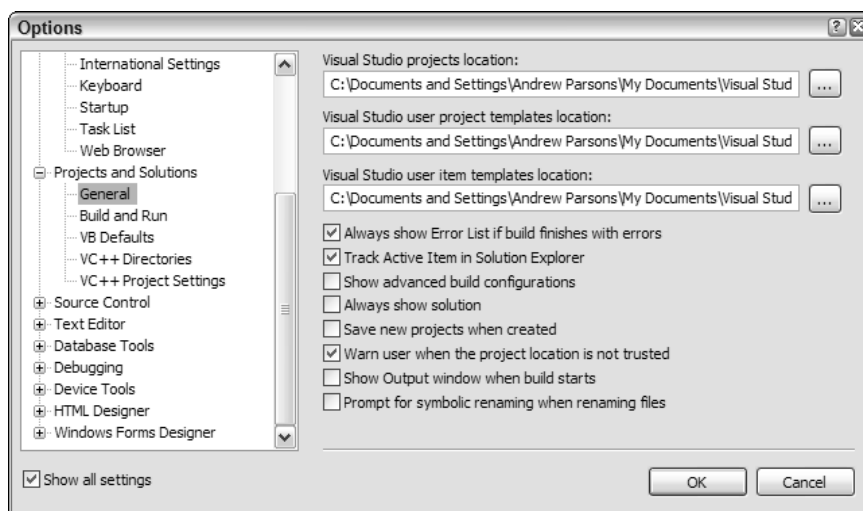 Options
International Settings
Keyboard
Startup
Task List
Web Browser
Projects and Solutions
General
Build and Run
VB Defaults
VC++ Directories
VC++ Project Settings
Source Control
Text Editor
Database Tools
Debugging
Device Tools
HTML Designer
Windows Forms Designer
Show all settings
Visual Studio projects location:
C:\Documents and Settings\Andrew Parsons\My Documents\Visual Stud
...
Visual Studio user project templates location:
C:\Documents and Settings\Andrew Parsons\My Documents\Visual Stud
...
Visual Studio user item templates location:
C:\Documents and Settings\Andrew Parsons\My Documents\Visual Stud
...
Always show Error List if build finishes with errors
Track Active Item in Solution Explorer
Show advanced build configurations
Always show solution
Save new projects when created
Warn user when the project location is not trusted
Show Output window when build starts
Prompt for symbolic renaming when renaming files
OK
Cancel